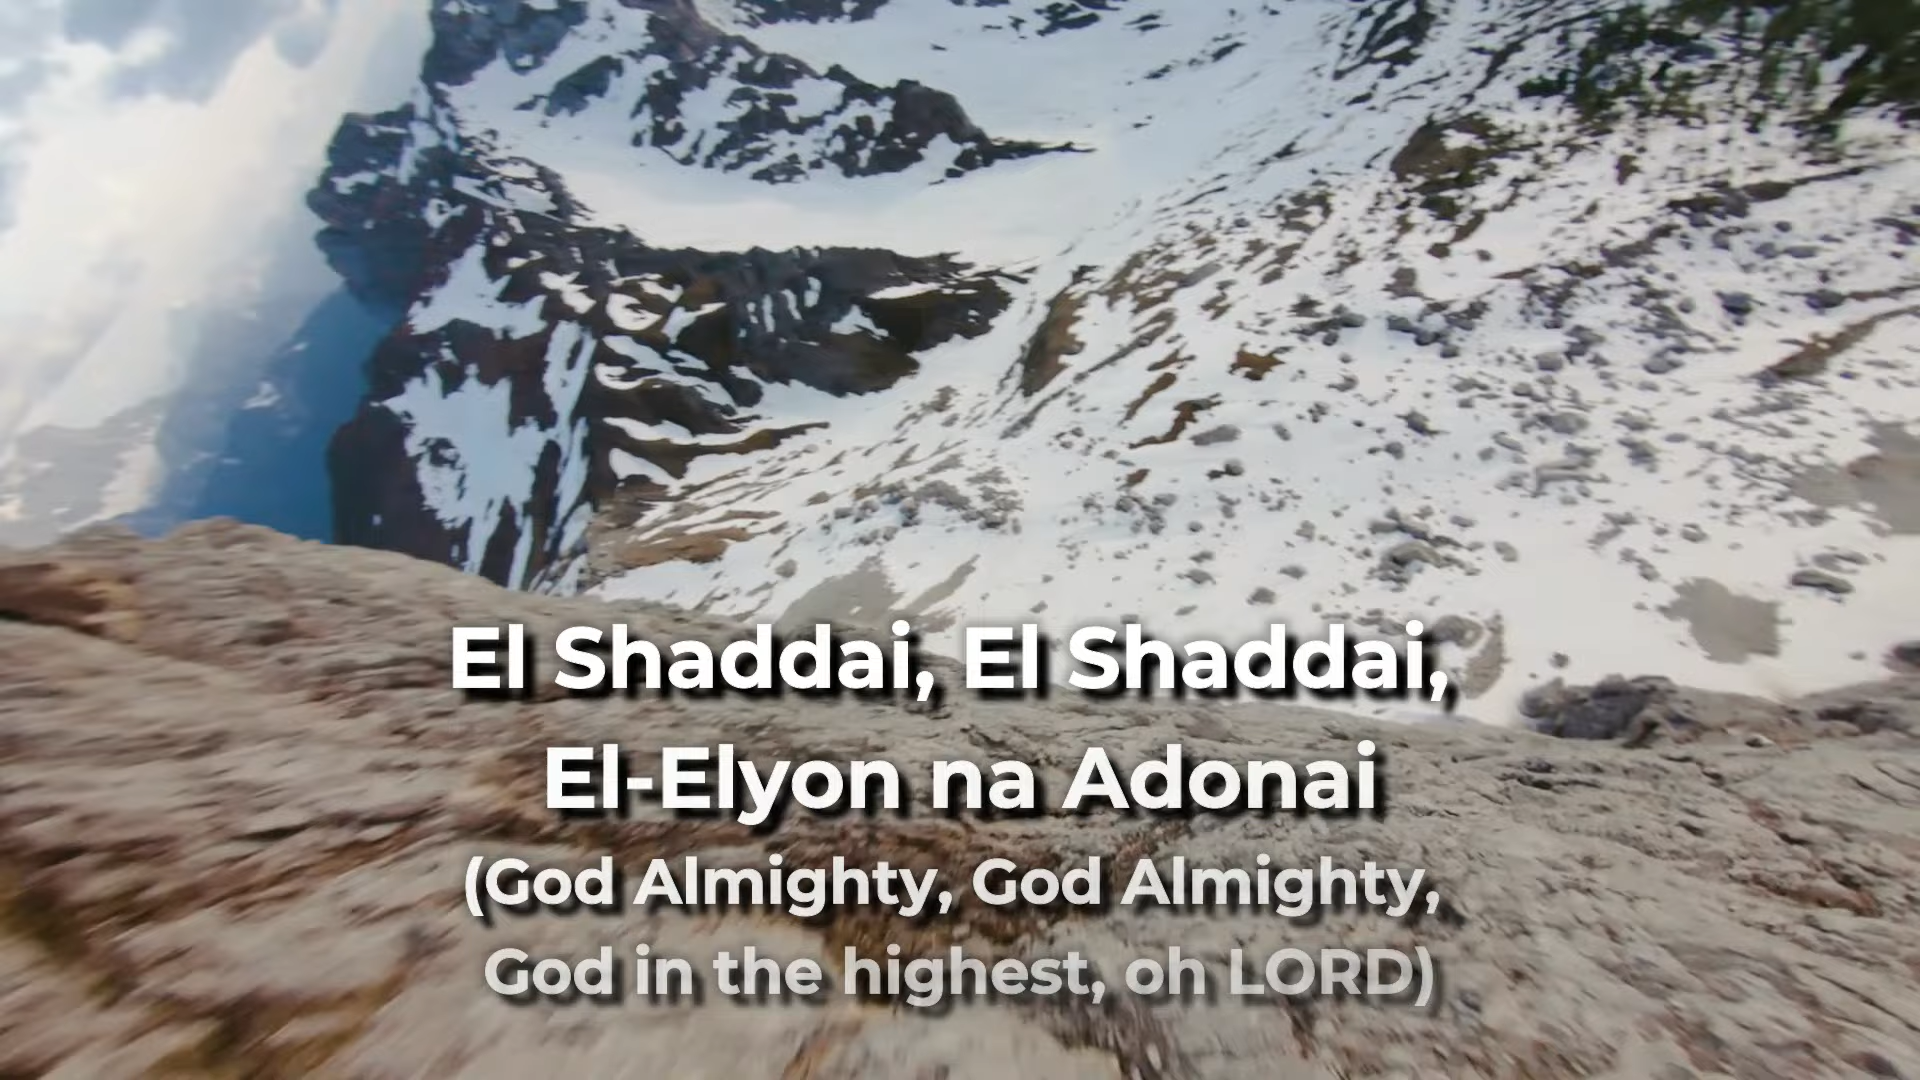 El Shaddai, El Shaddai,
El-Elyon na Adonai
(God Almighty, God Almighty,
God in the highest, oh LORD)